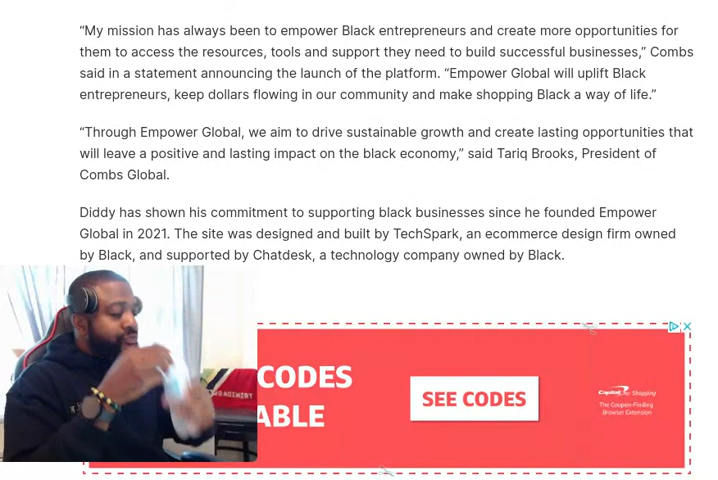 “My mission has always been to empower Black entrepreneurs and create more opportunities for
them to access the resources, tools and support they need to build successful businesses,” Combs
said in a statement announcing the launch of the platform. “Empower Global will uplift Black
entrepreneurs, keep dollars flowing in our community and make shopping Black a way of life.”
“Through Empower Global, we aim to drive sustainable growth and create lasting opportunities that
will leave a positive and lasting impact on the black economy,” said Tariq Brooks, President of
Combs Global.
Diddy has shown his commitment to supporting black businesses since he founded Empower
Global in 2021. The site was designed and built by TechSpark, an ecommerce design firm owned
by Black, and supported by Chatdesk, a technology company owned by Black.
CODES
ABLE
SEE CODES
Capital One Shopping
The Coupon-Finding
Browser Extension